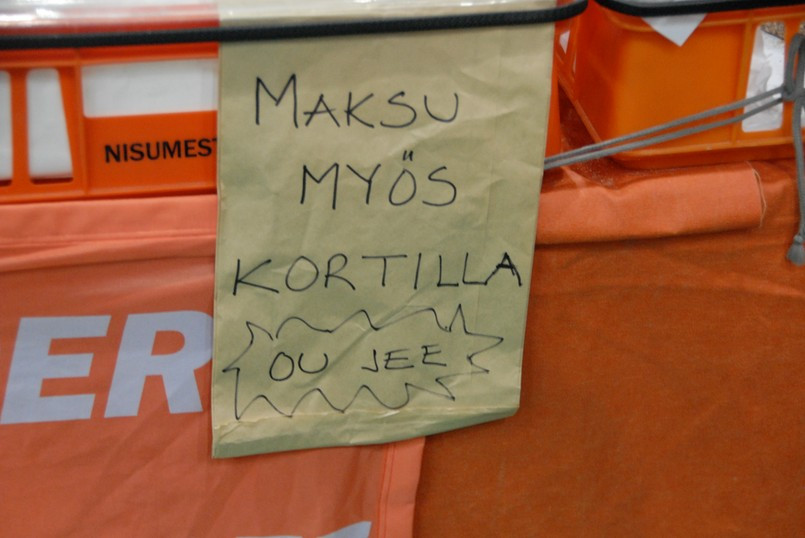 MAKSU
MYÖS
KORTILLA
OU JEE
NISUMEST
ER